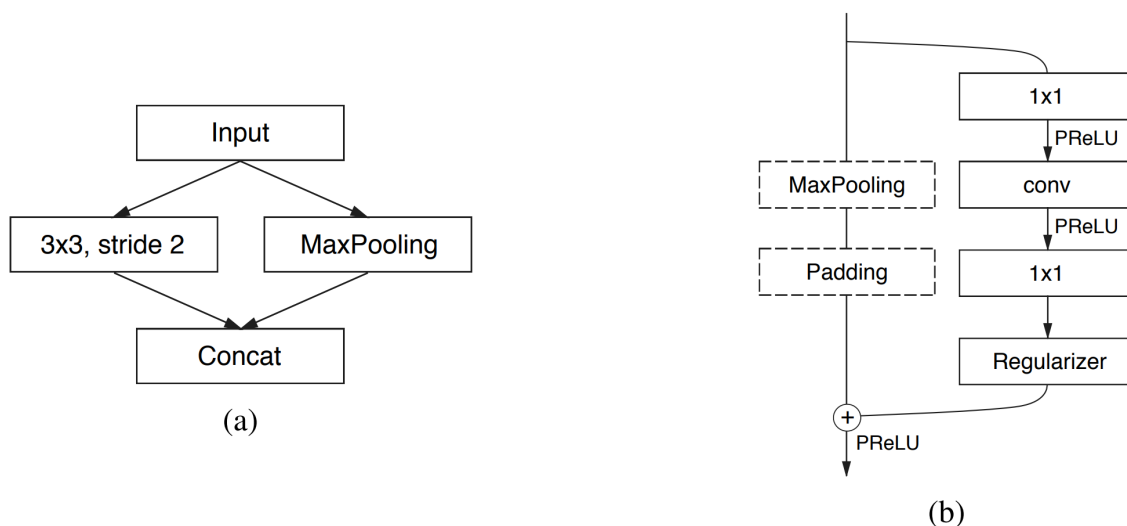 Input
3x3, stride 2
MaxPooling
Concat
(a)
1x1
PReLU
MaxPooling
conv
PReLU
Padding
1x1
Regularizer
+
PReLU
(b)